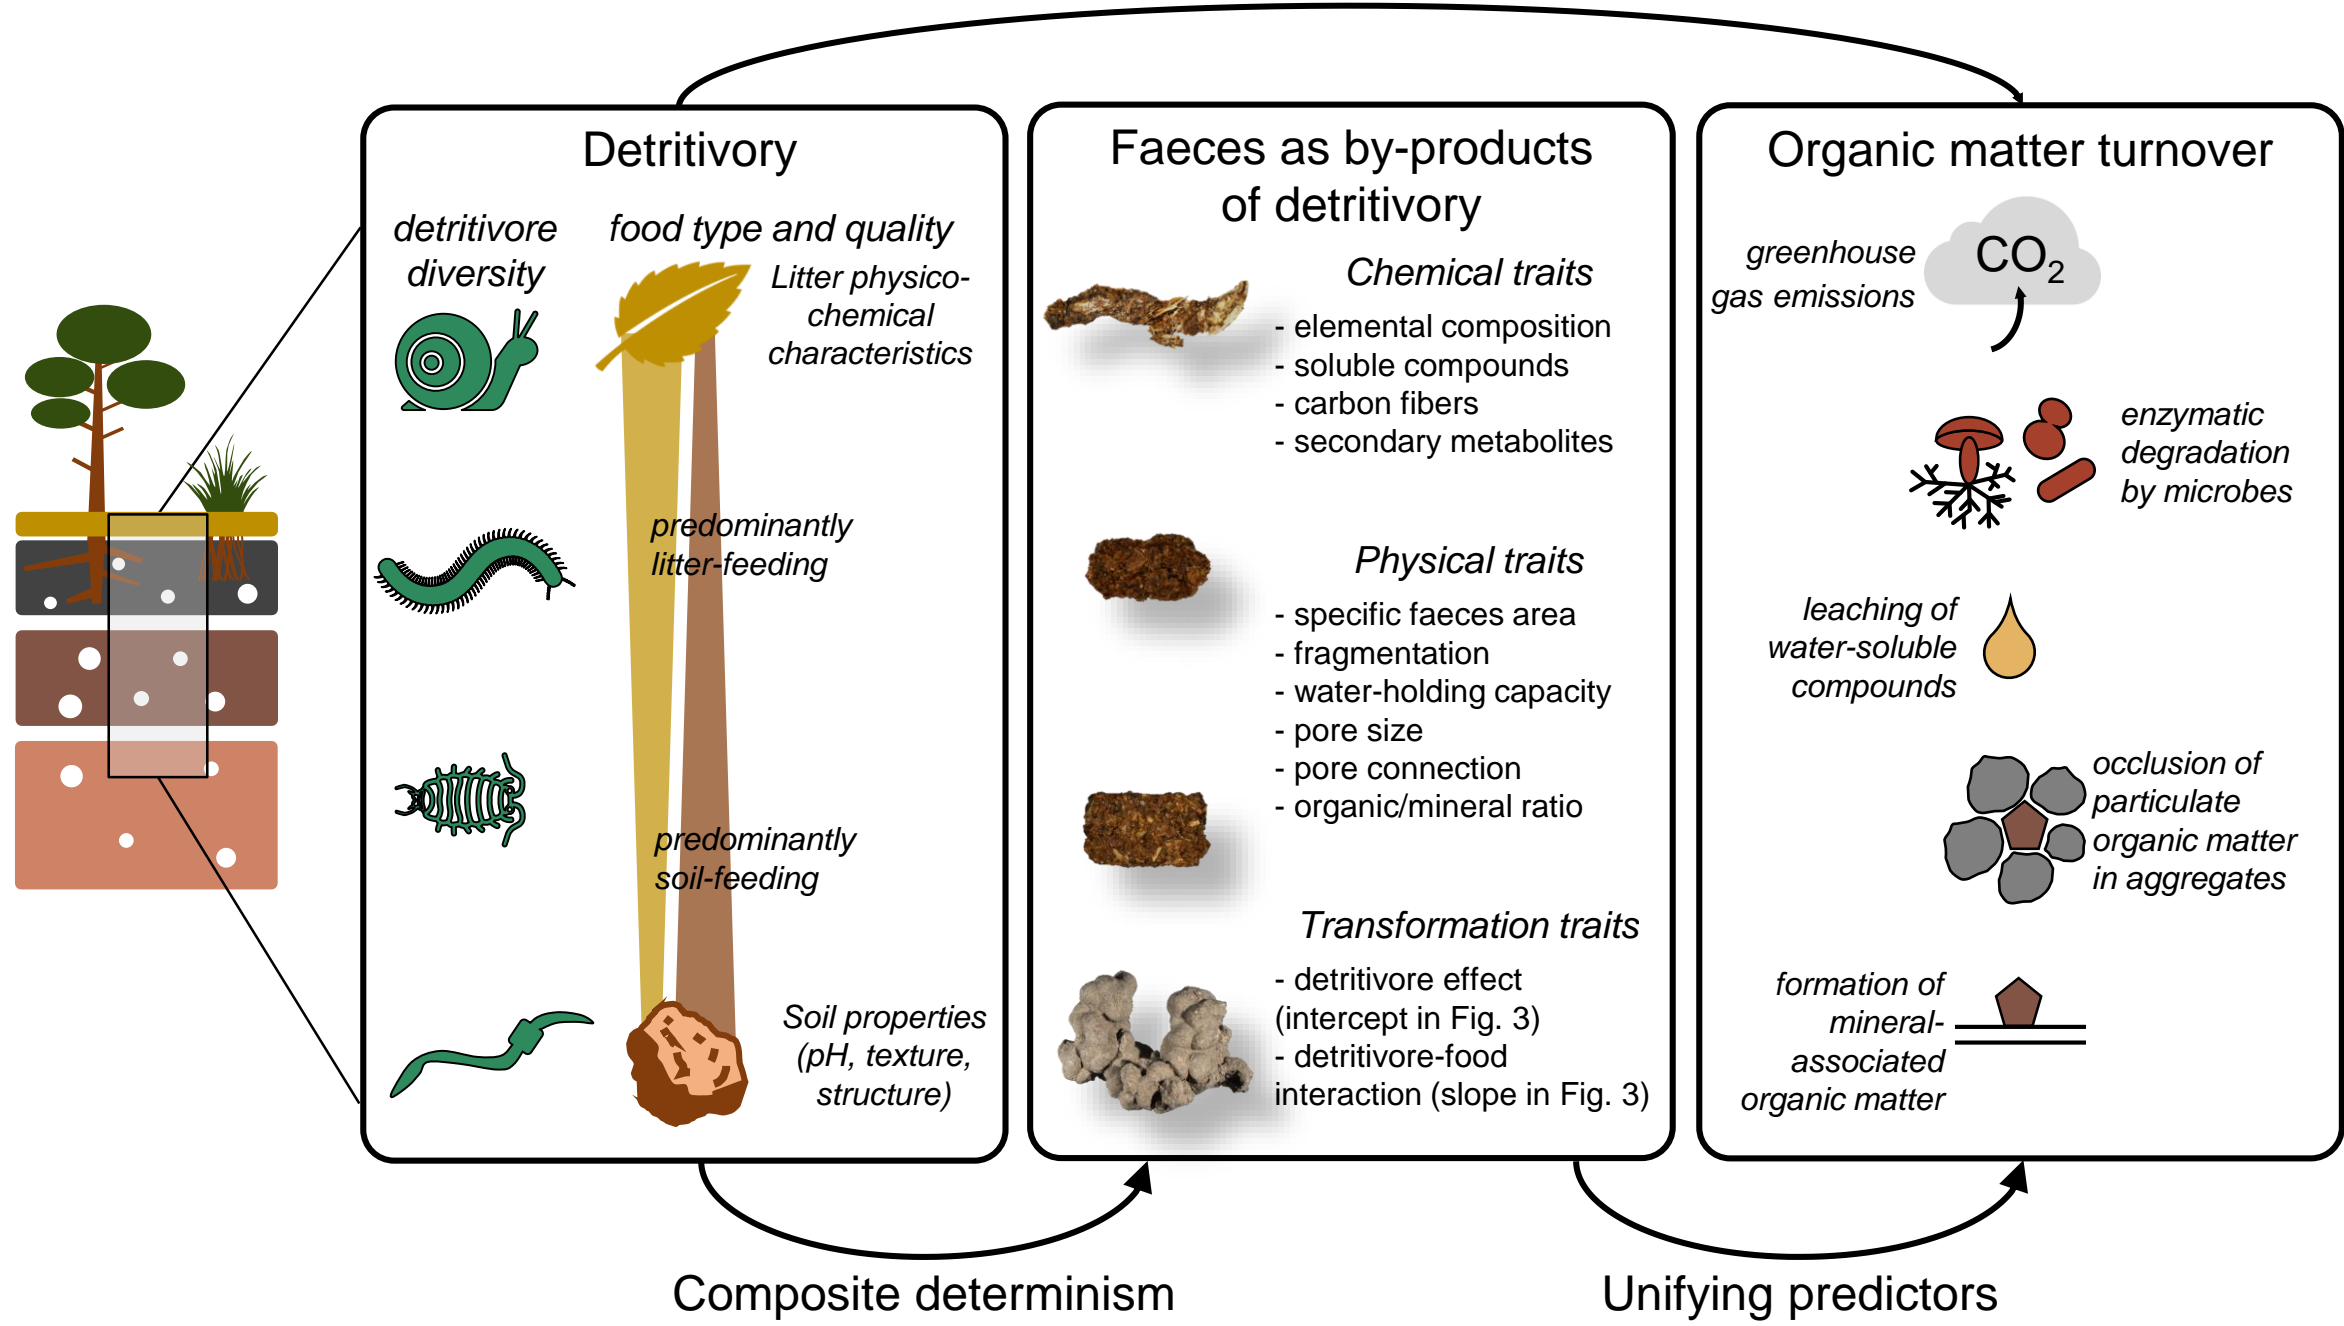 Detritivory
detritivore
diversity
food type and quality
Litter physico-
chemical
characteristics
predominantly
litter-feeding
predominantly
soil-feeding
Soil properties
(pH, texture,
structure)
Faeces as by-products
of detritivory
Chemical traits
- elemental composition
- soluble compounds
- carbon fibers
- secondary metabolites
Physical traits
- specific faeces area
- fragmentation
- water-holding capacity
- pore size
- pore connection
- organic/mineral ratio
Transformation traits
- detritivore effect
(intercept in Fig. 3)
- detritivore-food
interaction (slope in Fig. 3)
Organic matter turnover
greenhouse
gas emissions
CO2
enzymatic
degradation
by microbes
leaching of
water-soluble
compounds
occlusion of
particulate
organic matter
in aggregates
formation of
mineral-
associated
organic matter
Composite determinism
Unifying predictors